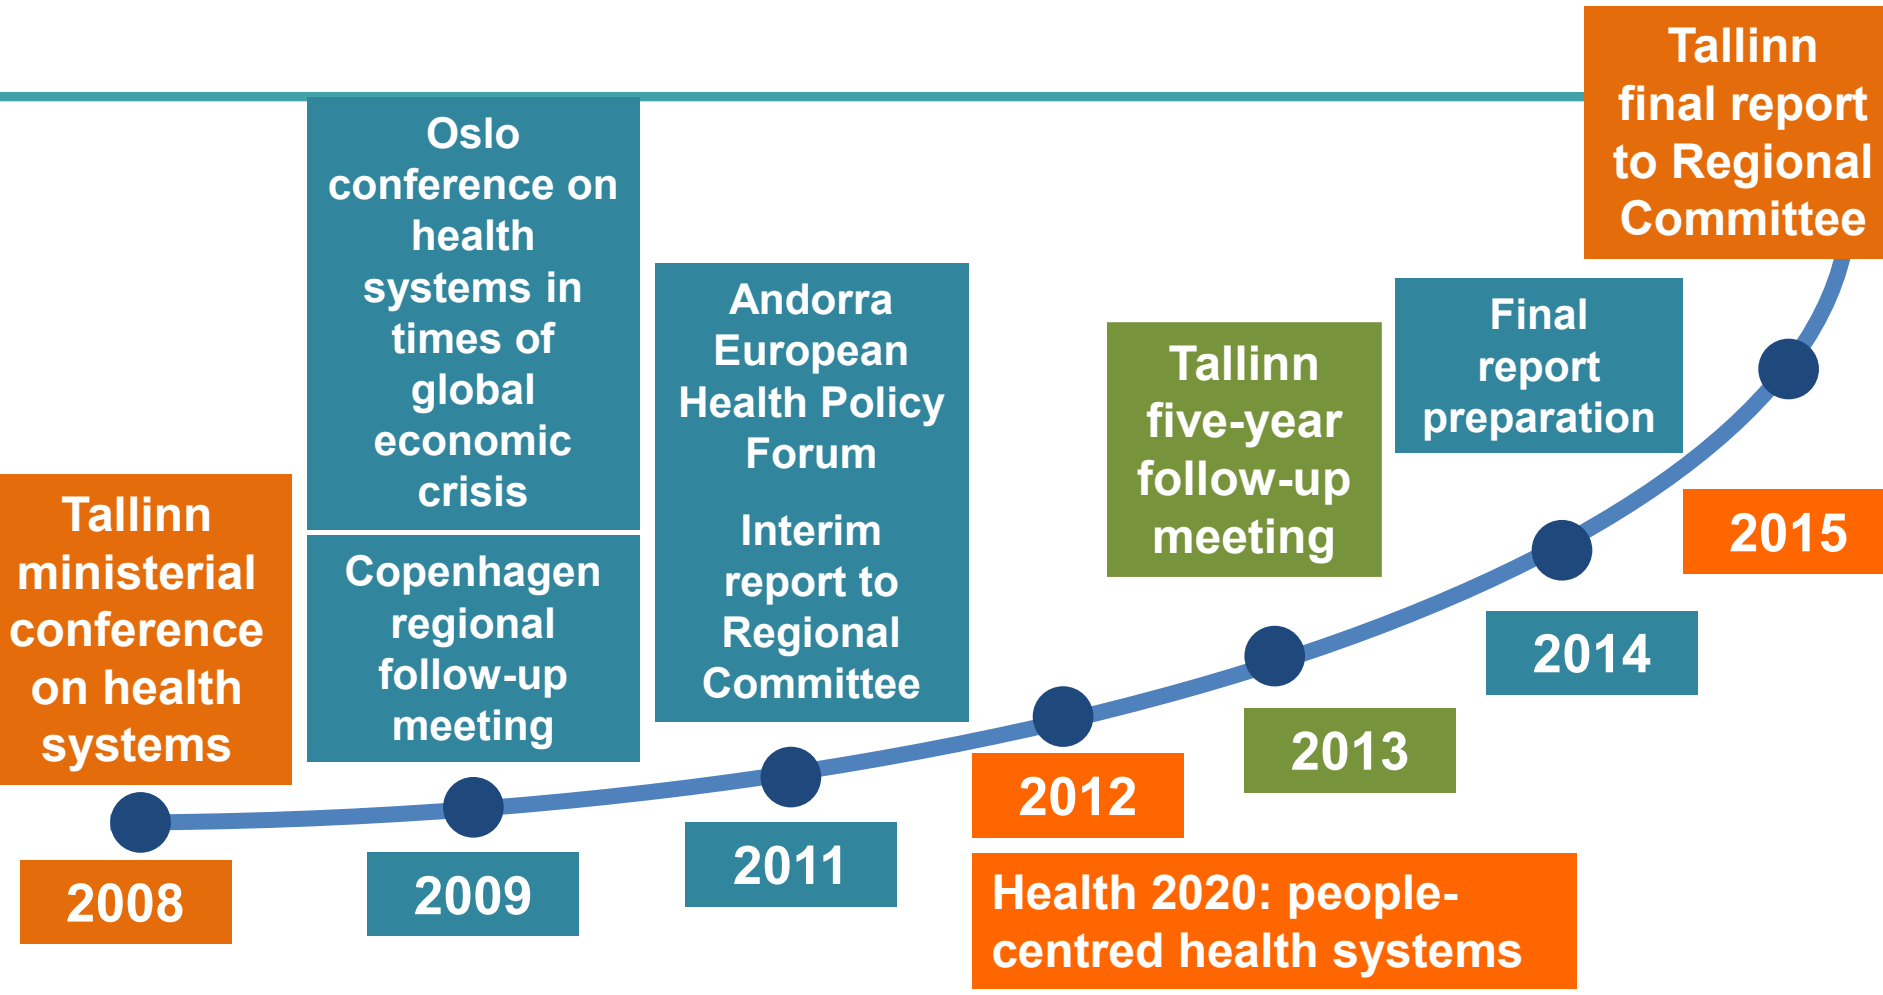 Tallinn
ministerial
conference
on health
systems
2008
Oslo
conference on
health
systems in
times of
global
economic
crisis
Copenhagen
regional
follow-up
meeting
2009
Andorra
European
Health Policy
Forum
Interim
report to
Regional
Committee
2011
2012
Health 2020: people-
centred health systems
Tallinn
five-year
follow-up
meeting
2013
Final
report
preparation
2014
Tallinn
final report
to Regional
Committee
2015